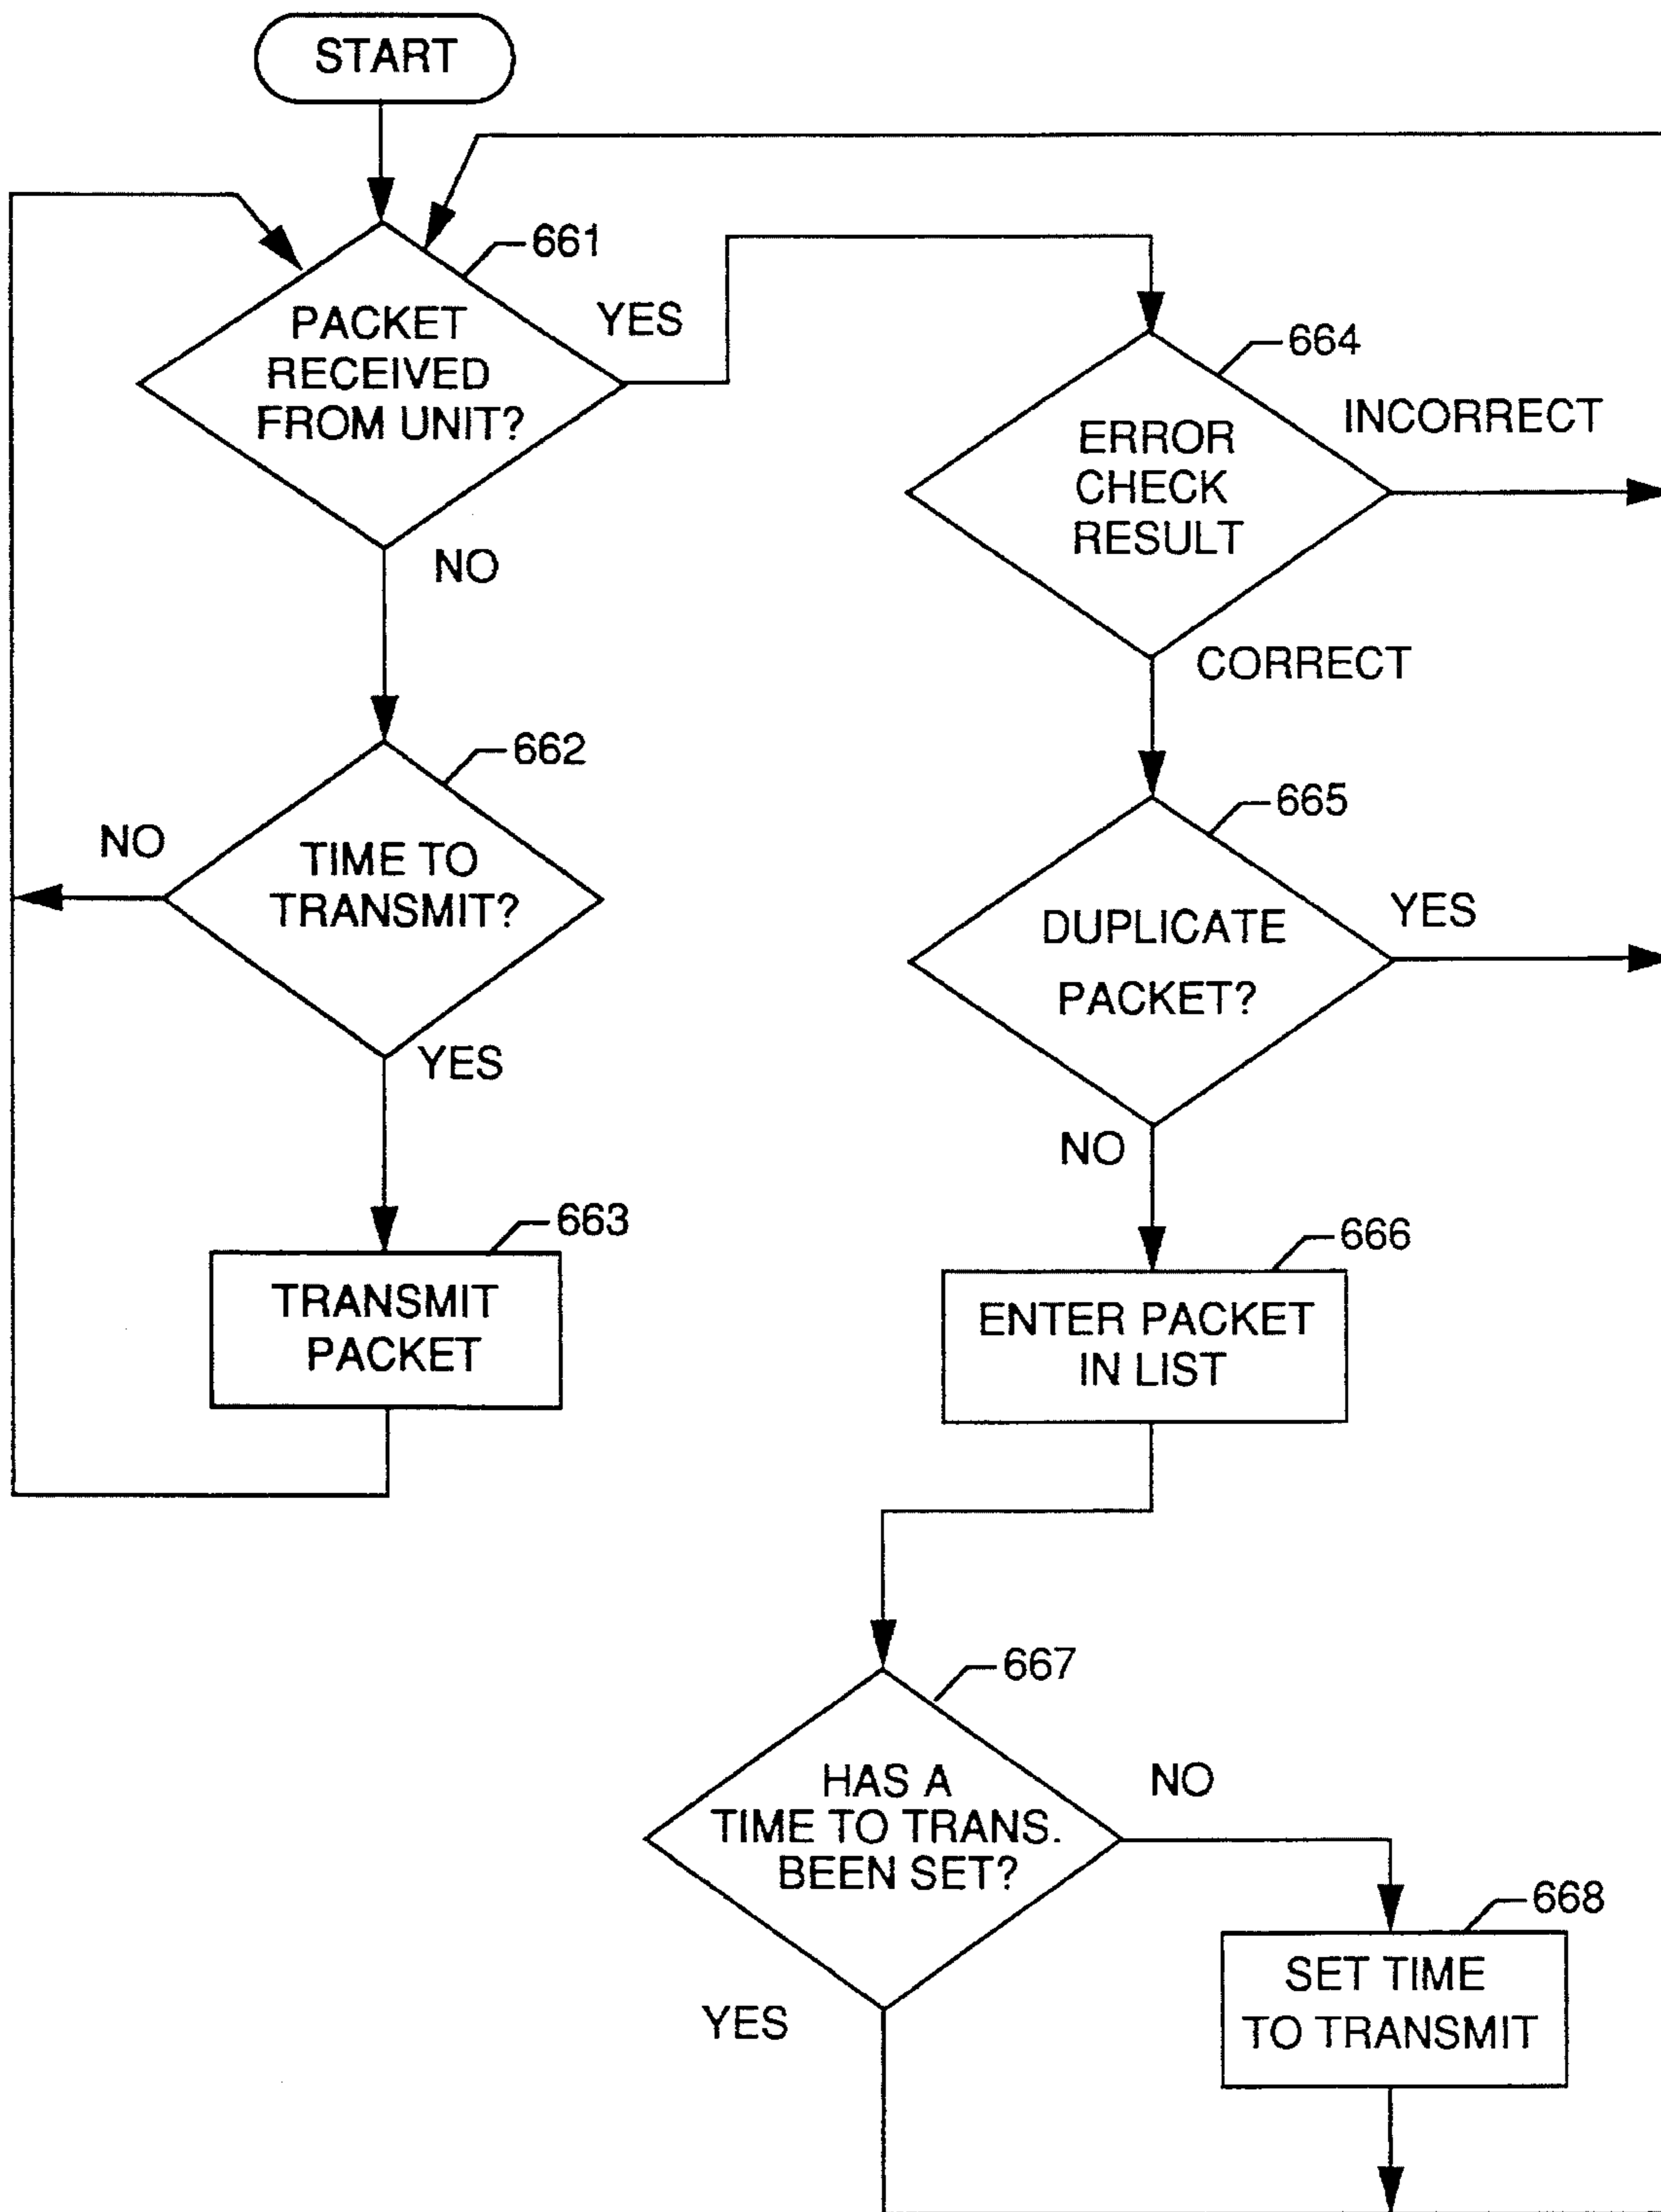 START
661
PACKET
RECEIVED
FROM UNIT?
YES
NO
664
ERROR
CHECK
RESULT
INCORRECT
CORRECT
662
TIME TO
TRANSMIT?
NO
YES
665
DUPLICATE
PACKET?
YES
NO
663
TRANSMIT
PACKET
666
ENTER PACKET
IN LIST
667
HAS A
TIME TO TRANS.
BEEN SET?
NO
YES
668
SET TIME
TO TRANSMIT